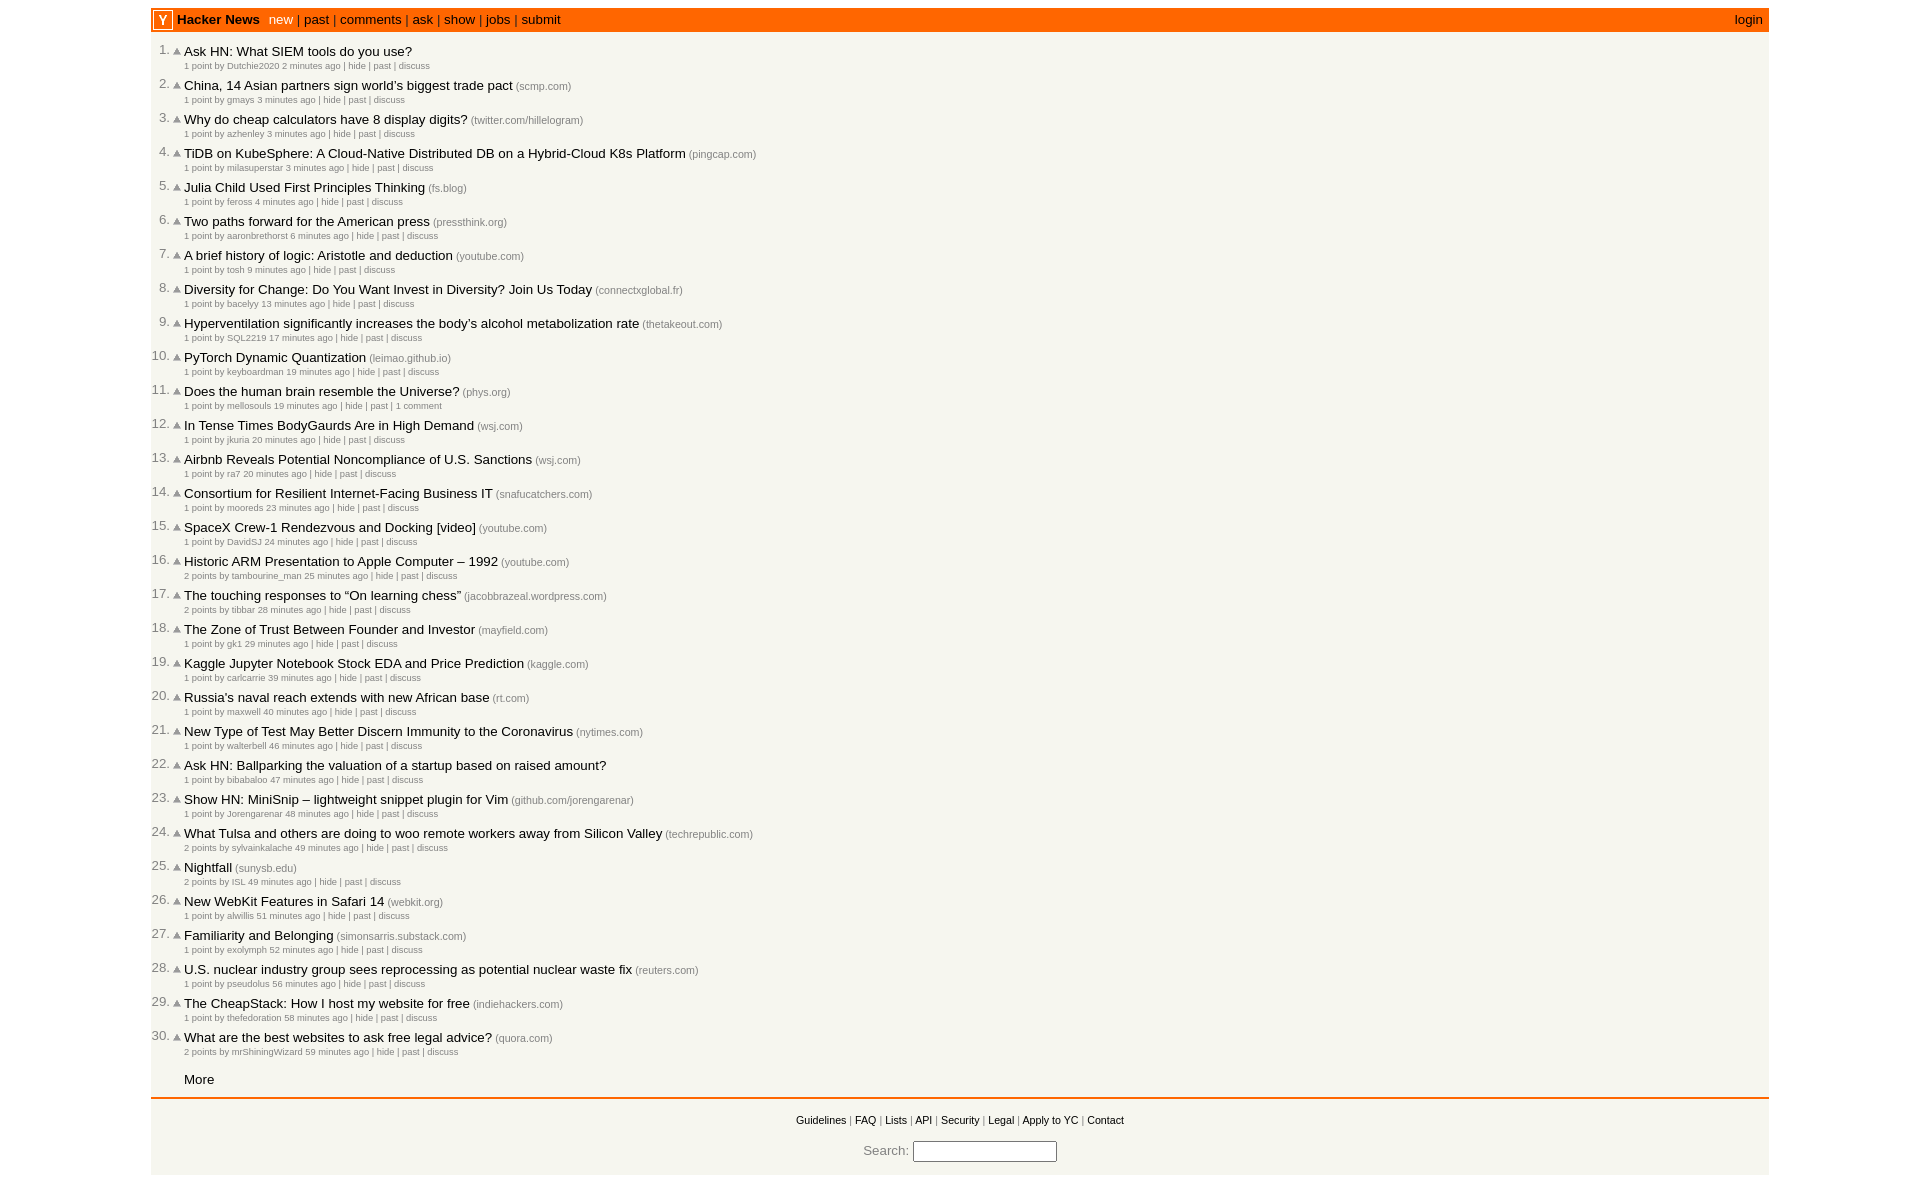 Y Hacker News new | past | comments | ask | show | jobs | submit login
1. Ask HN: What SIEM tools do you use?
1 point by Dutchie2020 2 minutes ago | hide | past | discuss
2. China, 14 Asian partners sign world’s biggest trade pact (scmp.com)
1 point by gmays 3 minutes ago | hide | past | discuss
3. Why do cheap calculators have 8 display digits? (twitter.com/hillelogram)
1 point by azhenley 3 minutes ago | hide | past | discuss
4. TiDB on KubeSphere: A Cloud-Native Distributed DB on a Hybrid-Cloud K8s Platform (pingcap.com)
1 point by milasuperstar 3 minutes ago | hide | past | discuss
5. Julia Child Used First Principles Thinking (fs.blog)
1 point by feross 4 minutes ago | hide | past | discuss
6. Two paths forward for the American press (pressthink.org)
1 point by aaronbrethorst 6 minutes ago | hide | past | discuss
7. A brief history of logic: Aristotle and deduction (youtube.com)
1 point by tosh 9 minutes ago | hide | past | discuss
8. Diversity for Change: Do You Want Invest in Diversity? Join Us Today (connectxglobal.fr)
1 point by bacelyy 13 minutes ago | hide | past | discuss
9. Hyperventilation significantly increases the body’s alcohol metabolization rate (thetakeout.com)
1 point by SQL2219 17 minutes ago | hide | past | discuss
10. PyTorch Dynamic Quantization (leimao.github.io)
1 point by keyboardman 19 minutes ago | hide | past | discuss
11. Does the human brain resemble the Universe? (phys.org)
1 point by mellosouls 19 minutes ago | hide | past | 1 comment
12. In Tense Times BodyGaurds Are in High Demand (wsj.com)
1 point by jkuria 20 minutes ago | hide | past | discuss
13. Airbnb Reveals Potential Noncompliance of U.S. Sanctions (wsj.com)
1 point by ra7 20 minutes ago | hide | past | discuss
14. Consortium for Resilient Internet-Facing Business IT (snafucatchers.com)
1 point by mooreds 23 minutes ago | hide | past | discuss
15. SpaceX Crew-1 Rendezvous and Docking [video] (youtube.com)
1 point by DavidSJ 24 minutes ago | hide | past | discuss
16. Historic ARM Presentation to Apple Computer – 1992 (youtube.com)
2 points by tambourine_man 25 minutes ago | hide | past | discuss
17. The touching responses to “On learning chess” (jacobbrazeal.wordpress.com)
2 points by tibbar 28 minutes ago | hide | past | discuss
18. The Zone of Trust Between Founder and Investor (mayfield.com)
1 point by gk1 29 minutes ago | hide | past | discuss
19. Kaggle Jupyter Notebook Stock EDA and Price Prediction (kaggle.com)
1 point by carlcarrie 39 minutes ago | hide | past | discuss
20. Russia's naval reach extends with new African base (rt.com)
1 point by maxwell 40 minutes ago | hide | past | discuss
21. New Type of Test May Better Discern Immunity to the Coronavirus (nytimes.com)
1 point by walterbell 46 minutes ago | hide | past | discuss
22. Ask HN: Ballparking the valuation of a startup based on raised amount?
1 point by bibabaloo 47 minutes ago | hide | past | discuss
23. Show HN: MiniSnip – lightweight snippet plugin for Vim (github.com/jorengarenar)
1 point by Jorengarenar 48 minutes ago | hide | past | discuss
24. What Tulsa and others are doing to woo remote workers away from Silicon Valley (techrepublic.com)
2 points by sylvainkalache 49 minutes ago | hide | past | discuss
25. Nightfall (sunysb.edu)
2 points by ISL 49 minutes ago | hide | past | discuss
26. New WebKit Features in Safari 14 (webkit.org)
1 point by alwillis 51 minutes ago | hide | past | discuss
27. Familiarity and Belonging (simonsarris.substack.com)
1 point by exolymph 52 minutes ago | hide | past | discuss
28. U.S. nuclear industry group sees reprocessing as potential nuclear waste fix (reuters.com)
1 point by pseudolus 56 minutes ago | hide | past | discuss
29. The CheapStack: How I host my website for free (indiehackers.com)
1 point by thefedoration 58 minutes ago | hide | past | discuss
30. What are the best websites to ask free legal advice? (quora.com)
2 points by mrShiningWizard 59 minutes ago | hide | past | discuss
More
Guidelines | FAQ | Lists | API | Security | Legal | Apply to YC | Contact
Search: